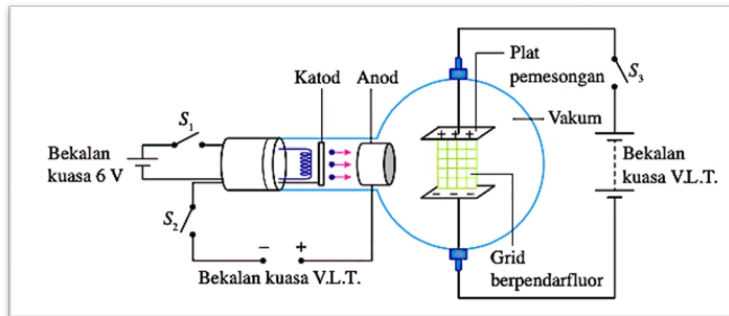 Plat
pemesongan
S₃
Katod Anod
Vakum
S₁
Bekalan
kuasa 6 V
+ + +
Bekalan
kuasa V.L.T.
S₂
− − −
− +
Bekalan kuasa V.L.T.
Grid
berpendarfluor